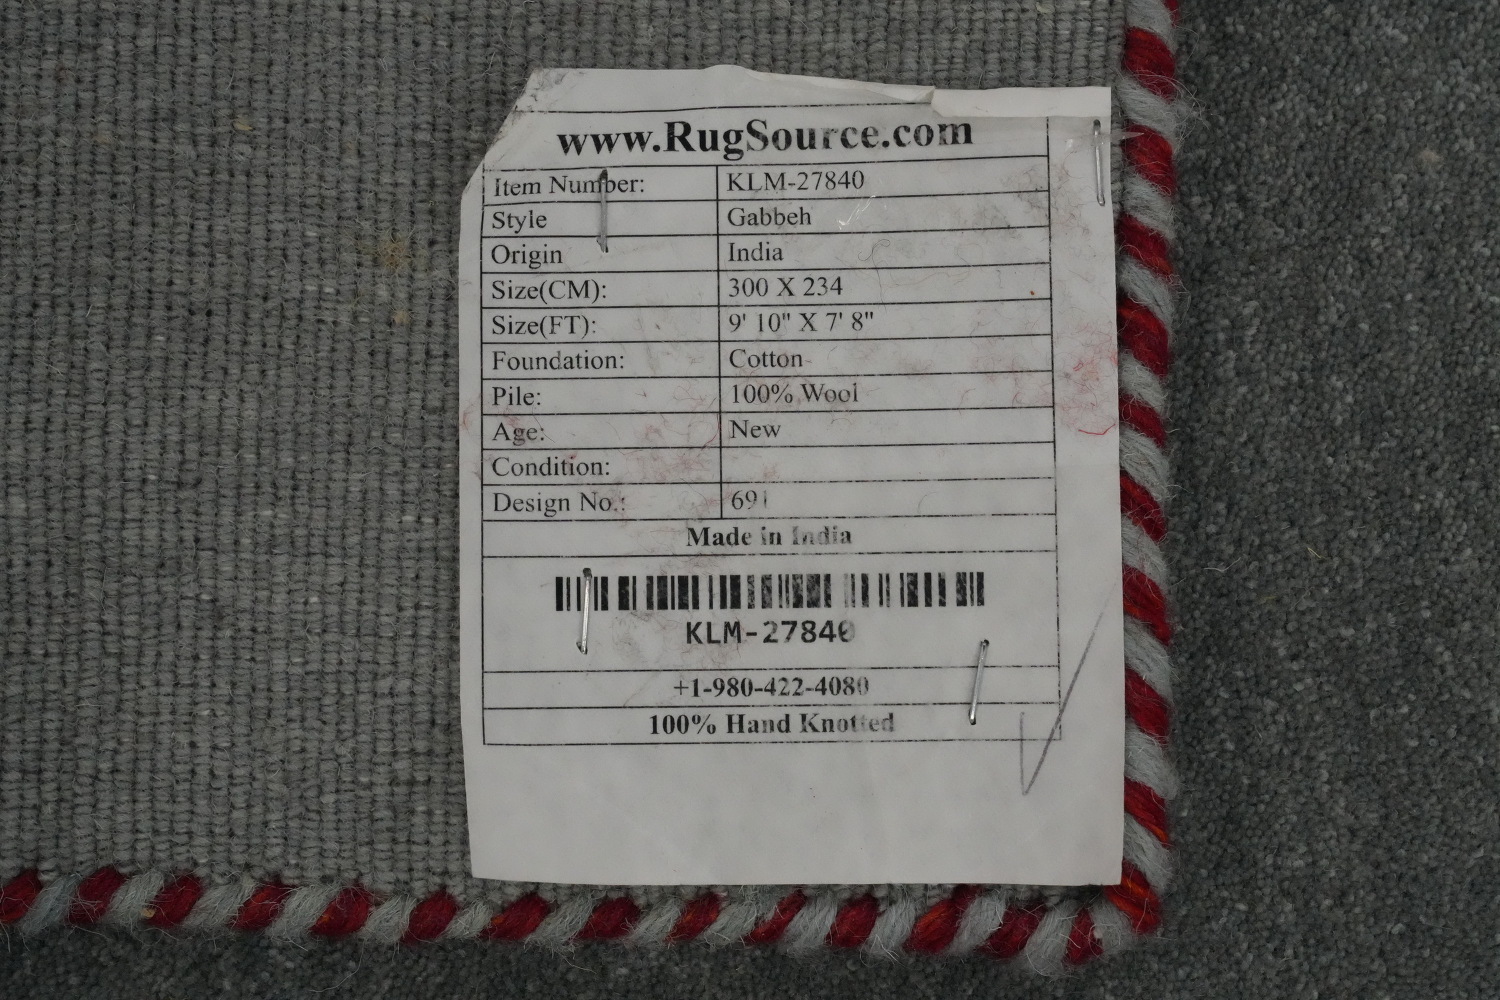 www.RugSource.com
Item Number: KLM-27840
Style Gabbeh
Origin India
Size(CM): 300 X 234
Size(FT): 9' 10" X 7' 8"
Foundation: Cotton
Pile: 100% Wool
Age: New
Condition:
Design No.: 691
Made in India
KLM-27840
+1-980-422-4080
100% Hand Knotted